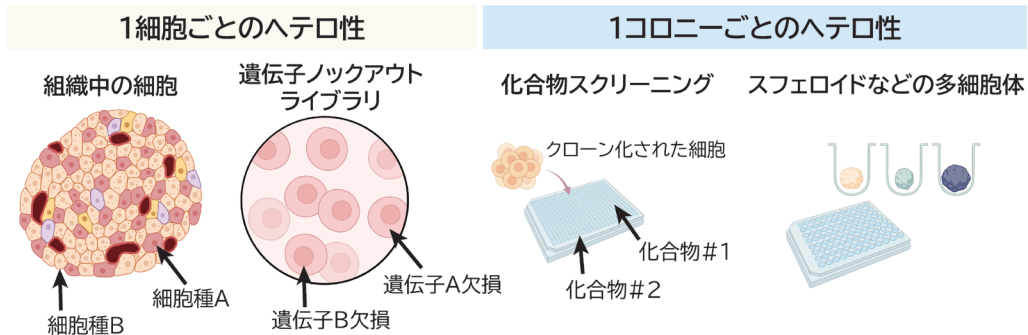 1細胞ごとのヘテロ性
1コロニーごとのヘテロ性
組織中の細胞
遺伝子ノックアウト
ライブラリ
化合物スクリーニング
スフェロイドなどの多細胞体
クローン化された細胞
化合物#1
化合物#2
遺伝子A欠損
遺伝子B欠損
細胞種A
細胞種B